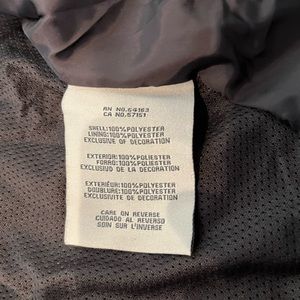 RN NO.64163
CA NO.57151
SHELL:100%POLYESTER
LINING:100%POLYESTER
EXCLUSIVE OF DECORATION
EXTERIOR:100%POLIESTER
FORRO:100%POLIESTER
EXCLUSIVO DE LA DECORACION
EXTERIEUR:100%POLYESTER
DOUBLURE:100%POLYESTER
EXCLUSIVITE DE DECORATION
CARE ON REVERSE
CUIDADO AL REVERSO
SOIN SUR L'INVERSE